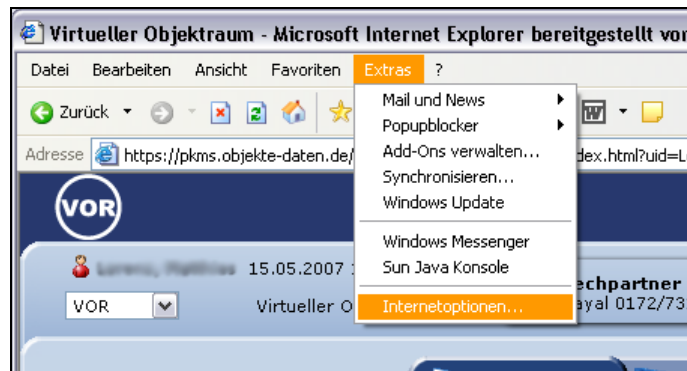 Virtueller Objektraum - Microsoft Internet Explorer bereitgestellt vor
Datei Bearbeiten Ansicht Favoriten Extras ?
Zurück
Mail und News
Popupblocker
Add-Ons verwalten...
Synchronisieren...
Windows Update
Windows Messenger
Sun Java Konsole
Internetoptionen...
Adresse https://pkms.objekte-daten.de/ dex.html?uid=L
VOR
15.05.2007
echpartner
VOR
Virtueller O
ayal 0172/73